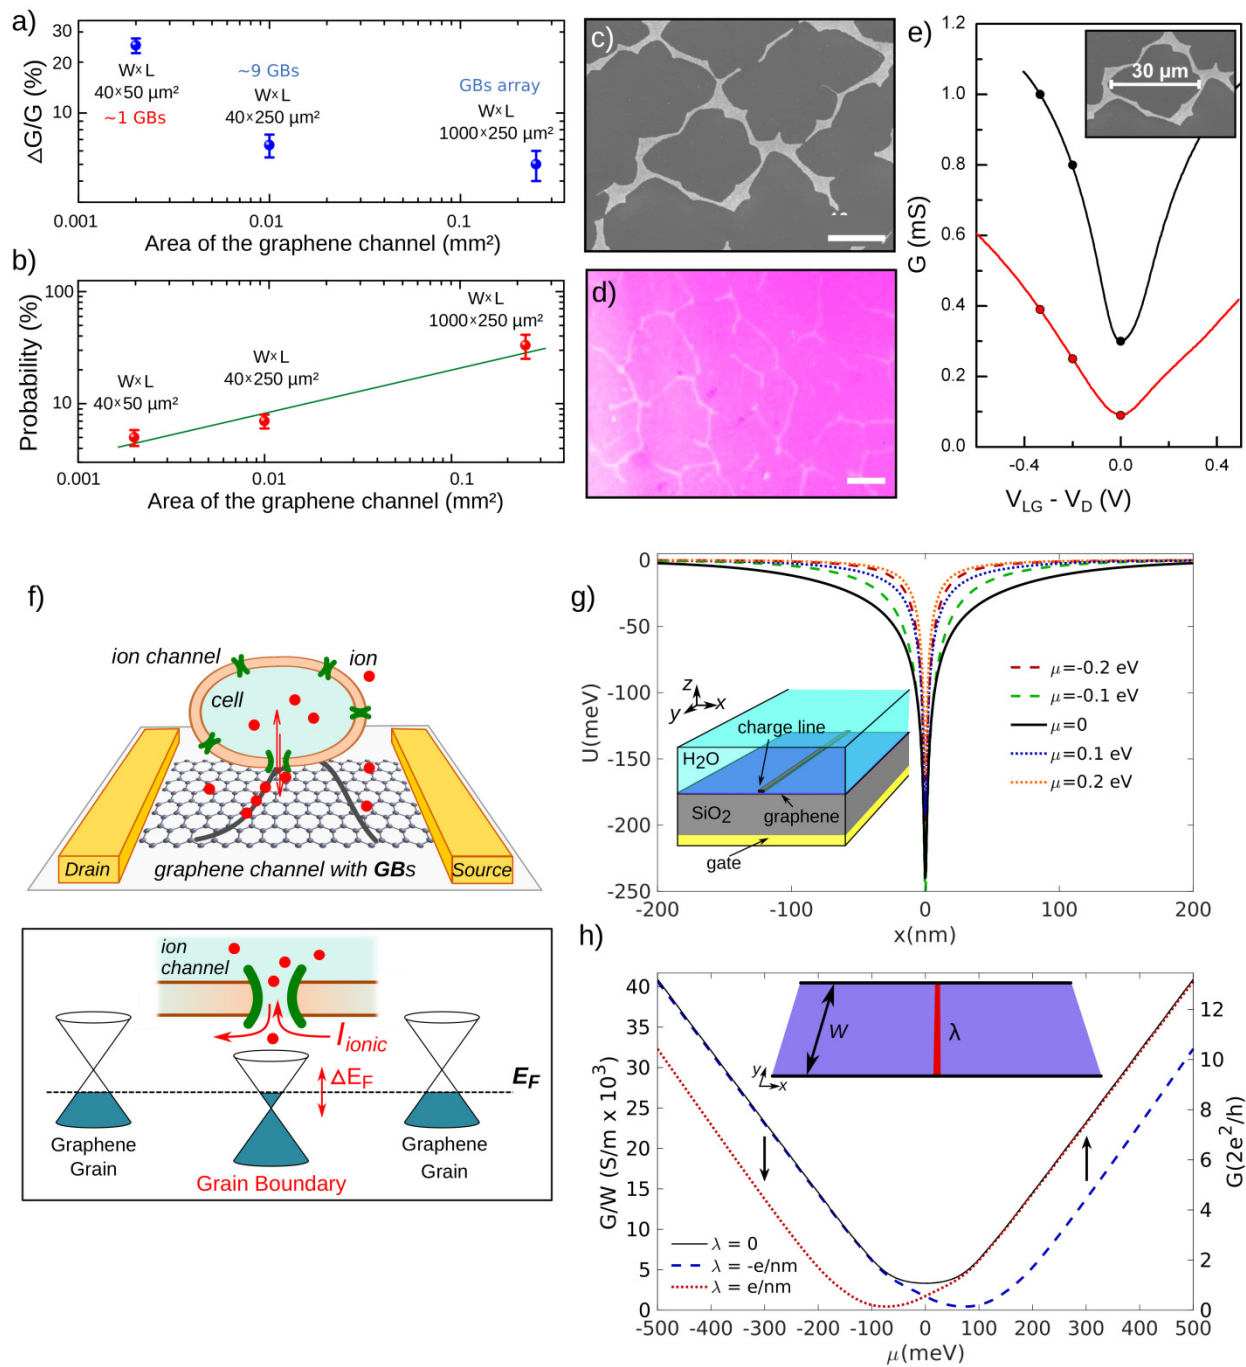 a)
ΔG/G (%)
30
20
10
W×L
40×50 µm²
~1 GBs
~9 GBs
W×L
40×250 µm²
GBs array
W×L
1000×250 µm²
0.001
0.01
0.1
Area of the graphene channel (mm²)
b)
Probability (%)
100
10
W×L
40×50 µm²
W×L
40×250 µm²
W×L
1000×250 µm²
0.001
0.01
0.1
Area of the graphene channel (mm²)
c)
d)
e)
G (mS)
1.2
1.0
0.8
0.6
0.4
0.2
0.0
30 µm
-0.4
0.0
0.4
V_LG - V_D (V)
f)
ion channel
ion
cell
Drain
graphene channel with GBs
Source
ion
channel
I_ionic
ΔE_F
E_F
Graphene
Grain
Grain Boundary
Graphene
Grain
g)
U(meV)
0
-50
-100
-150
-200
-250
z
y
x
charge line
H₂O
SiO₂
graphene
gate
μ=-0.2 eV
μ=-0.1 eV
μ=0
μ=0.1 eV
μ=0.2 eV
-200
-100
0
100
200
x(nm)
h)
G/W (S/m x 10³)
40
35
30
25
20
15
10
5
0
W
λ
y
x
λ = 0
λ = -e/nm
λ = e/nm
G(2e²/h)
12
10
8
6
4
2
0
-500 -400 -300 -200 -100 0 100 200 300 400 500
μ(meV)